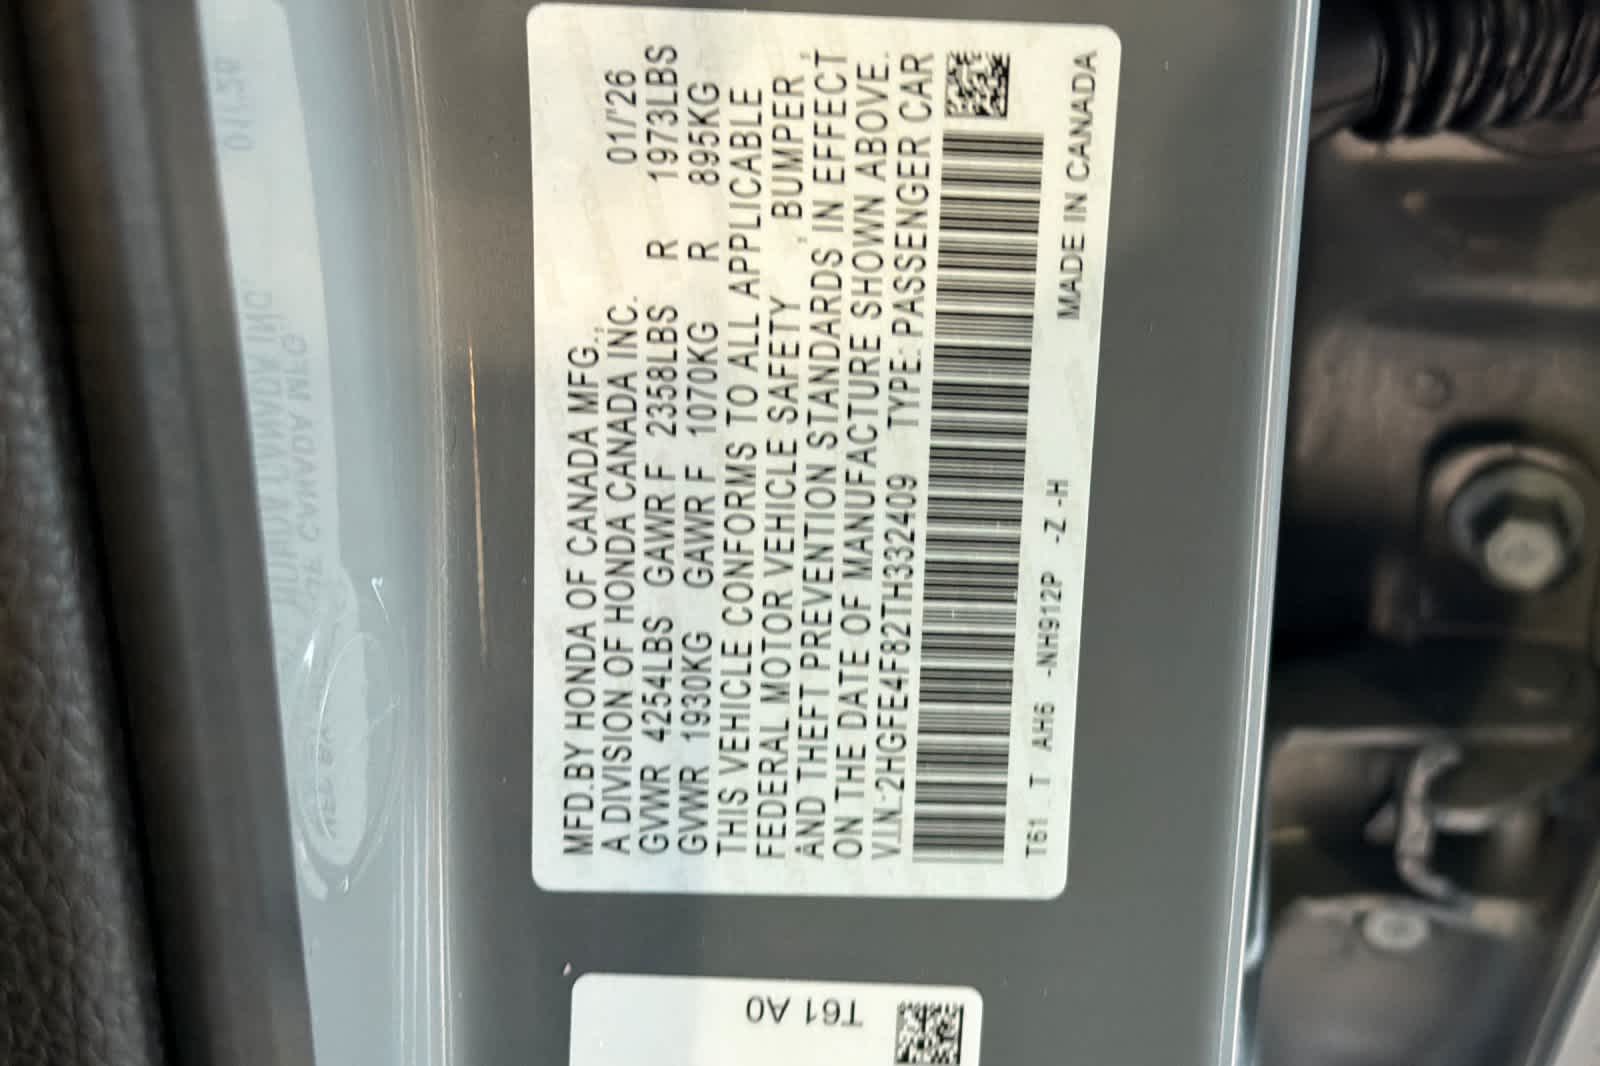 MFD.BY HONDA OF CANADA MFG.,
A DIVISION OF HONDA CANADA INC. 01/'26
GVWR 4254LBS GAWR F 2358LBS R 1973LBS
GVWR 1930KG GAWR F 1070KG R 895KG
THIS VEHICLE CONFORMS TO ALL APPLICABLE
FEDERAL MOTOR VEHICLE SAFETY , BUMPER ,
AND THEFT PREVENTION STANDARDS IN EFFECT
ON THE DATE OF MANUFACTURE SHOWN ABOVE.
V.I.N.:2HGFE4F82TH332409 TYPE: PASSENGER CAR
T61 . T AH6 -NH912P -Z -H MADE IN CANADA
T61 A0